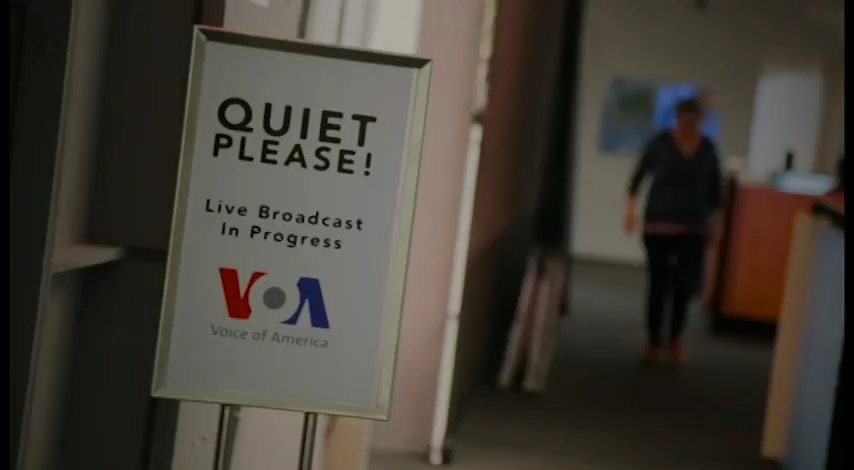 QUIET
PLEASE!
Live Broadcast
In Progress
VOA
Voice of America